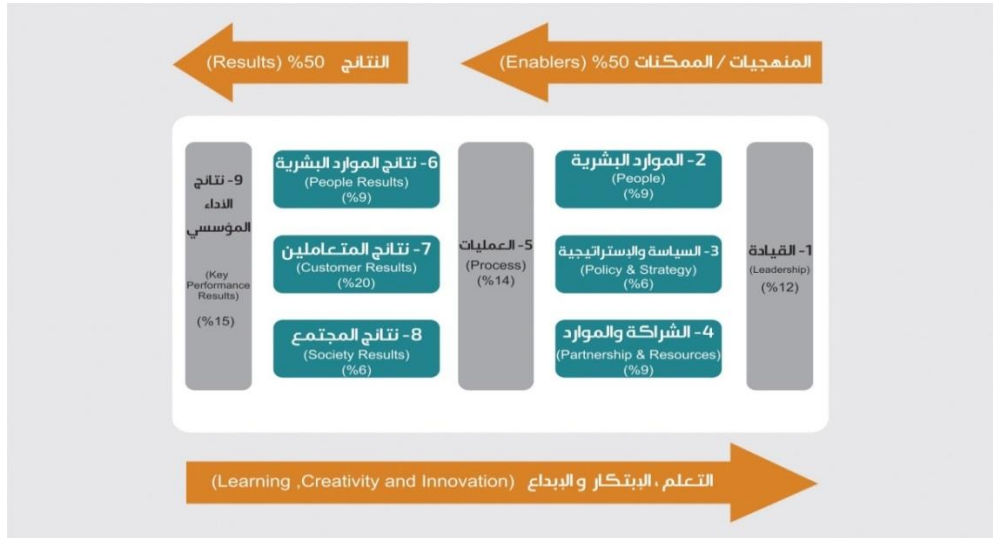 المنهجيات / الممكنات 50% (Enablers)
النتائج 50% (Results)
1- القيادة
(Leadership)
(%12)
2- الموارد البشرية
(People)
(%9)
3- السياسة والإستراتيجية
(Policy & Strategy)
(%6)
4- الشراكة والموارد
(Partnership & Resources)
(%9)
5- العمليات
(Process)
(%14)
6- نتائج الموارد البشرية
(People Results)
(%9)
7- نتائج المتعاملين
(Customer Results)
(%20)
8- نتائج المجتمع
(Society Results)
(%6)
9- نتائج
الأداء
المؤسسي
(Key
Performance
Results)
(%15)
التعلم، الإبتكار والإبداع (Learning ,Creativity and Innovation)